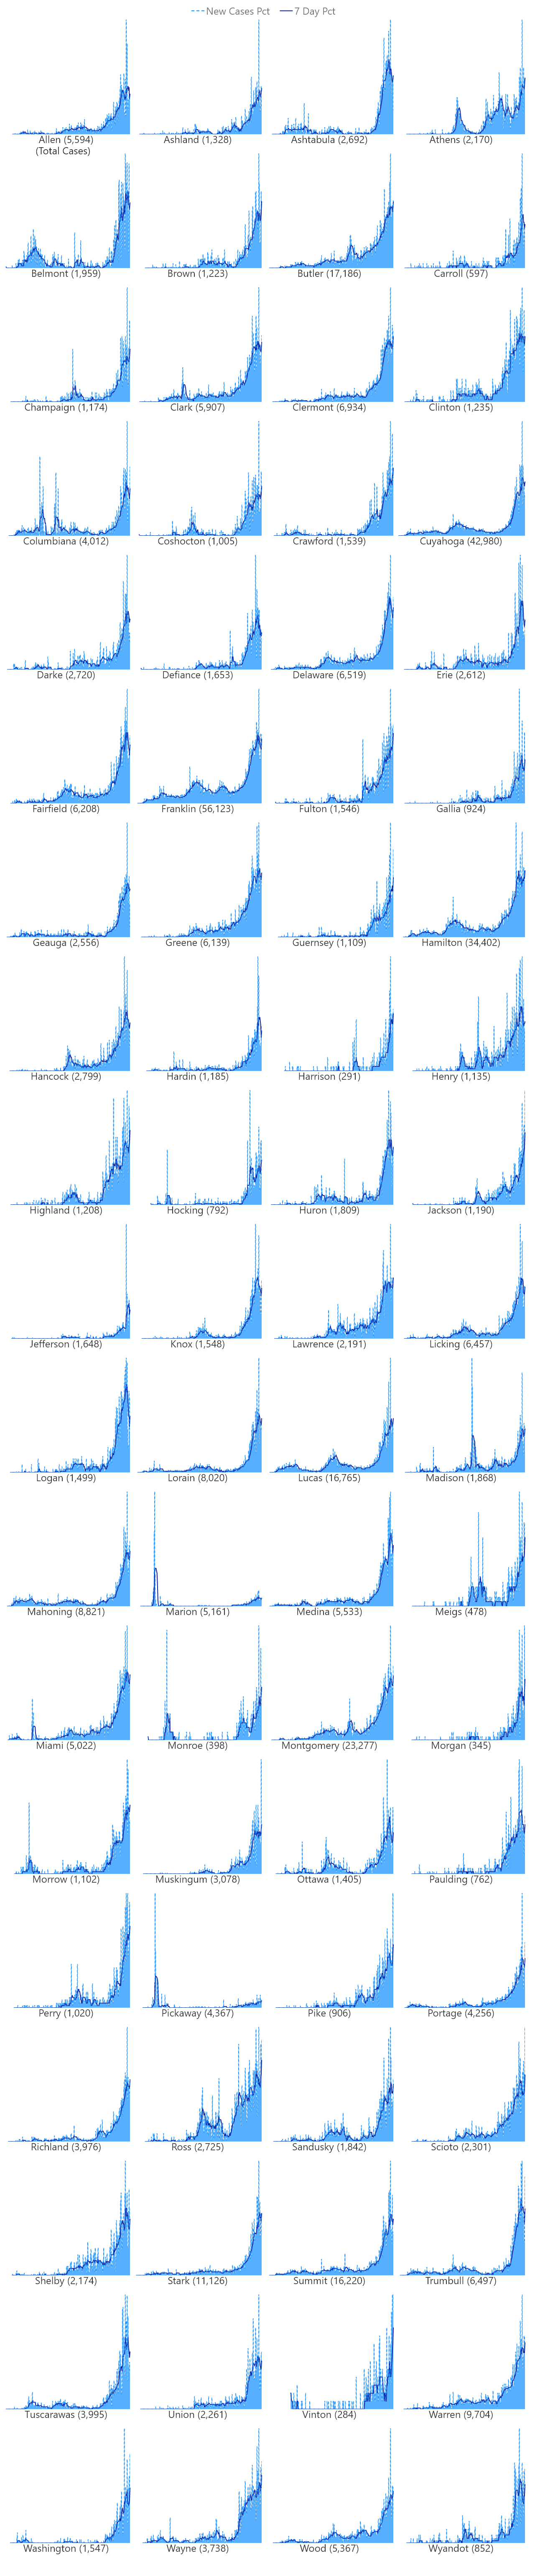 New Cases Pct 7 Day Pct
Allen (5,594) Ashland (1,328) Ashtabula (2,692) Athens (2,170)
(Total Cases)
Belmont (1,959) Brown (1,223) Butler (17,186) Carroll (597)
Champaign (1,174) Clark (5,907) Clermont (6,934) Clinton (1,235)
Columbiana (4,012) Coshocton (1,005) Crawford (1,539) Cuyahoga (42,980)
Darke (2,720) Defiance (1,653) Delaware (6,519) Erie (2,612)
Fairfield (6,208) Franklin (56,123) Fulton (1,546) Gallia (924)
Geauga (2,556) Greene (6,139) Guernsey (1,109) Hamilton (34,402)
Hancock (2,799) Hardin (1,185) Harrison (291) Henry (1,135)
Highland (1,208) Hocking (792) Huron (1,809) Jackson (1,190)
Jefferson (1,648) Knox (1,548) Lawrence (2,191) Licking (6,457)
Logan (1,499) Lorain (8,020) Lucas (16,765) Madison (1,868)
Mahoning (8,821) Marion (5,161) Medina (5,533) Meigs (478)
Miami (5,022) Monroe (398) Montgomery (23,277) Morgan (345)
Morrow (1,102) Muskingum (3,078) Ottawa (1,405) Paulding (762)
Perry (1,020) Pickaway (4,367) Pike (906) Portage (4,256)
Richland (3,976) Ross (2,725) Sandusky (1,842) Scioto (2,301)
Shelby (2,174) Stark (11,126) Summit (16,220) Trumbull (6,497)
Tuscarawas (3,995) Union (2,261) Vinton (284) Warren (9,704)
Washington (1,547) Wayne (3,738) Wood (5,367) Wyandot (852)